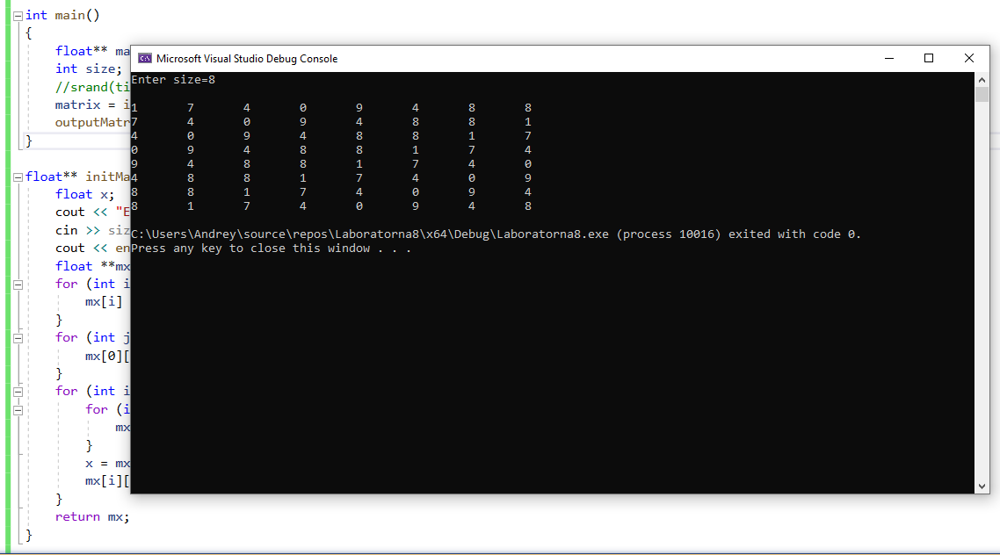 int main()
{
float** ma
int size;
//srand(ti
matrix = i
outputMatr
}
float** initMa
float x;
cout << "E
cin >> siz
cout << en
float **mx
for (int i
mx[i]
}
for (int j
mx[0][
}
for (int i
for (i
mx
}
x = mx
mx[i][
}
return mx;
}
Microsoft Visual Studio Debug Console
Enter size=8
1 7 4 0 9 4 8 8
7 4 0 9 4 8 8 1
4 0 9 4 8 8 1 7
0 9 4 8 8 1 7 4
9 4 8 8 1 7 4 0
4 8 8 1 7 4 0 9
8 8 1 7 4 0 9 4
8 1 7 4 0 9 4 8
C:\Users\Andrey\source\repos\Laboratorna8\x64\Debug\Laboratorna8.exe (process 10016) exited with code 0.
Press any key to close this window . . .